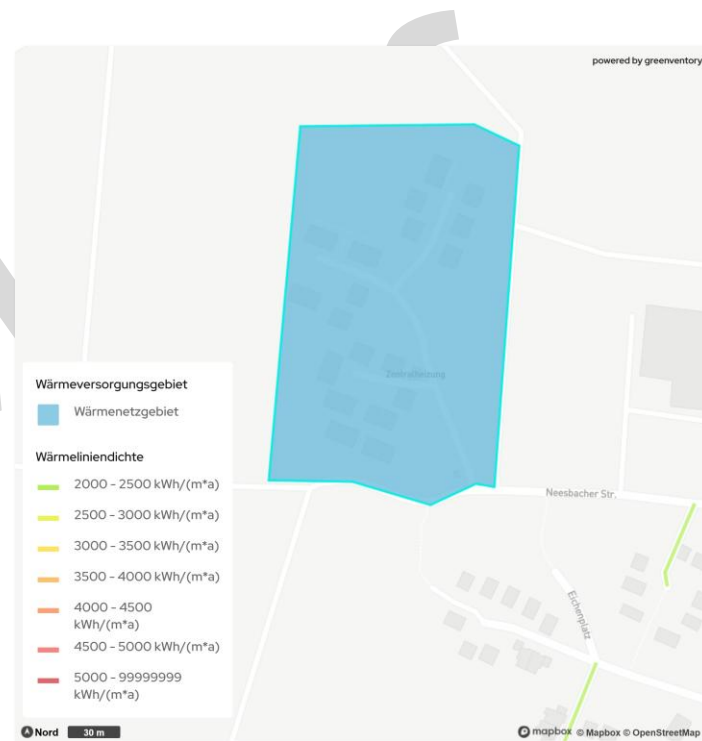 powered by greenventory
Zentralleitung
Wärmeversorgungsgebiet
Wärmenetzgebiet
Wärmeliniendichte
2000 - 2500 kWh/(m*a)
2500 - 3000 kWh/(m*a)
3000 - 3500 kWh/(m*a)
3500 - 4000 kWh/(m*a)
4000 - 4500
kWh/(m*a)
4500 - 5000 kWh/(m*a)
5000 - 99999999
kWh/(m*a)
Neesbacher Str.
Eichenplatz
Nord
30 m
mapbox © Mapbox © OpenStreetMap